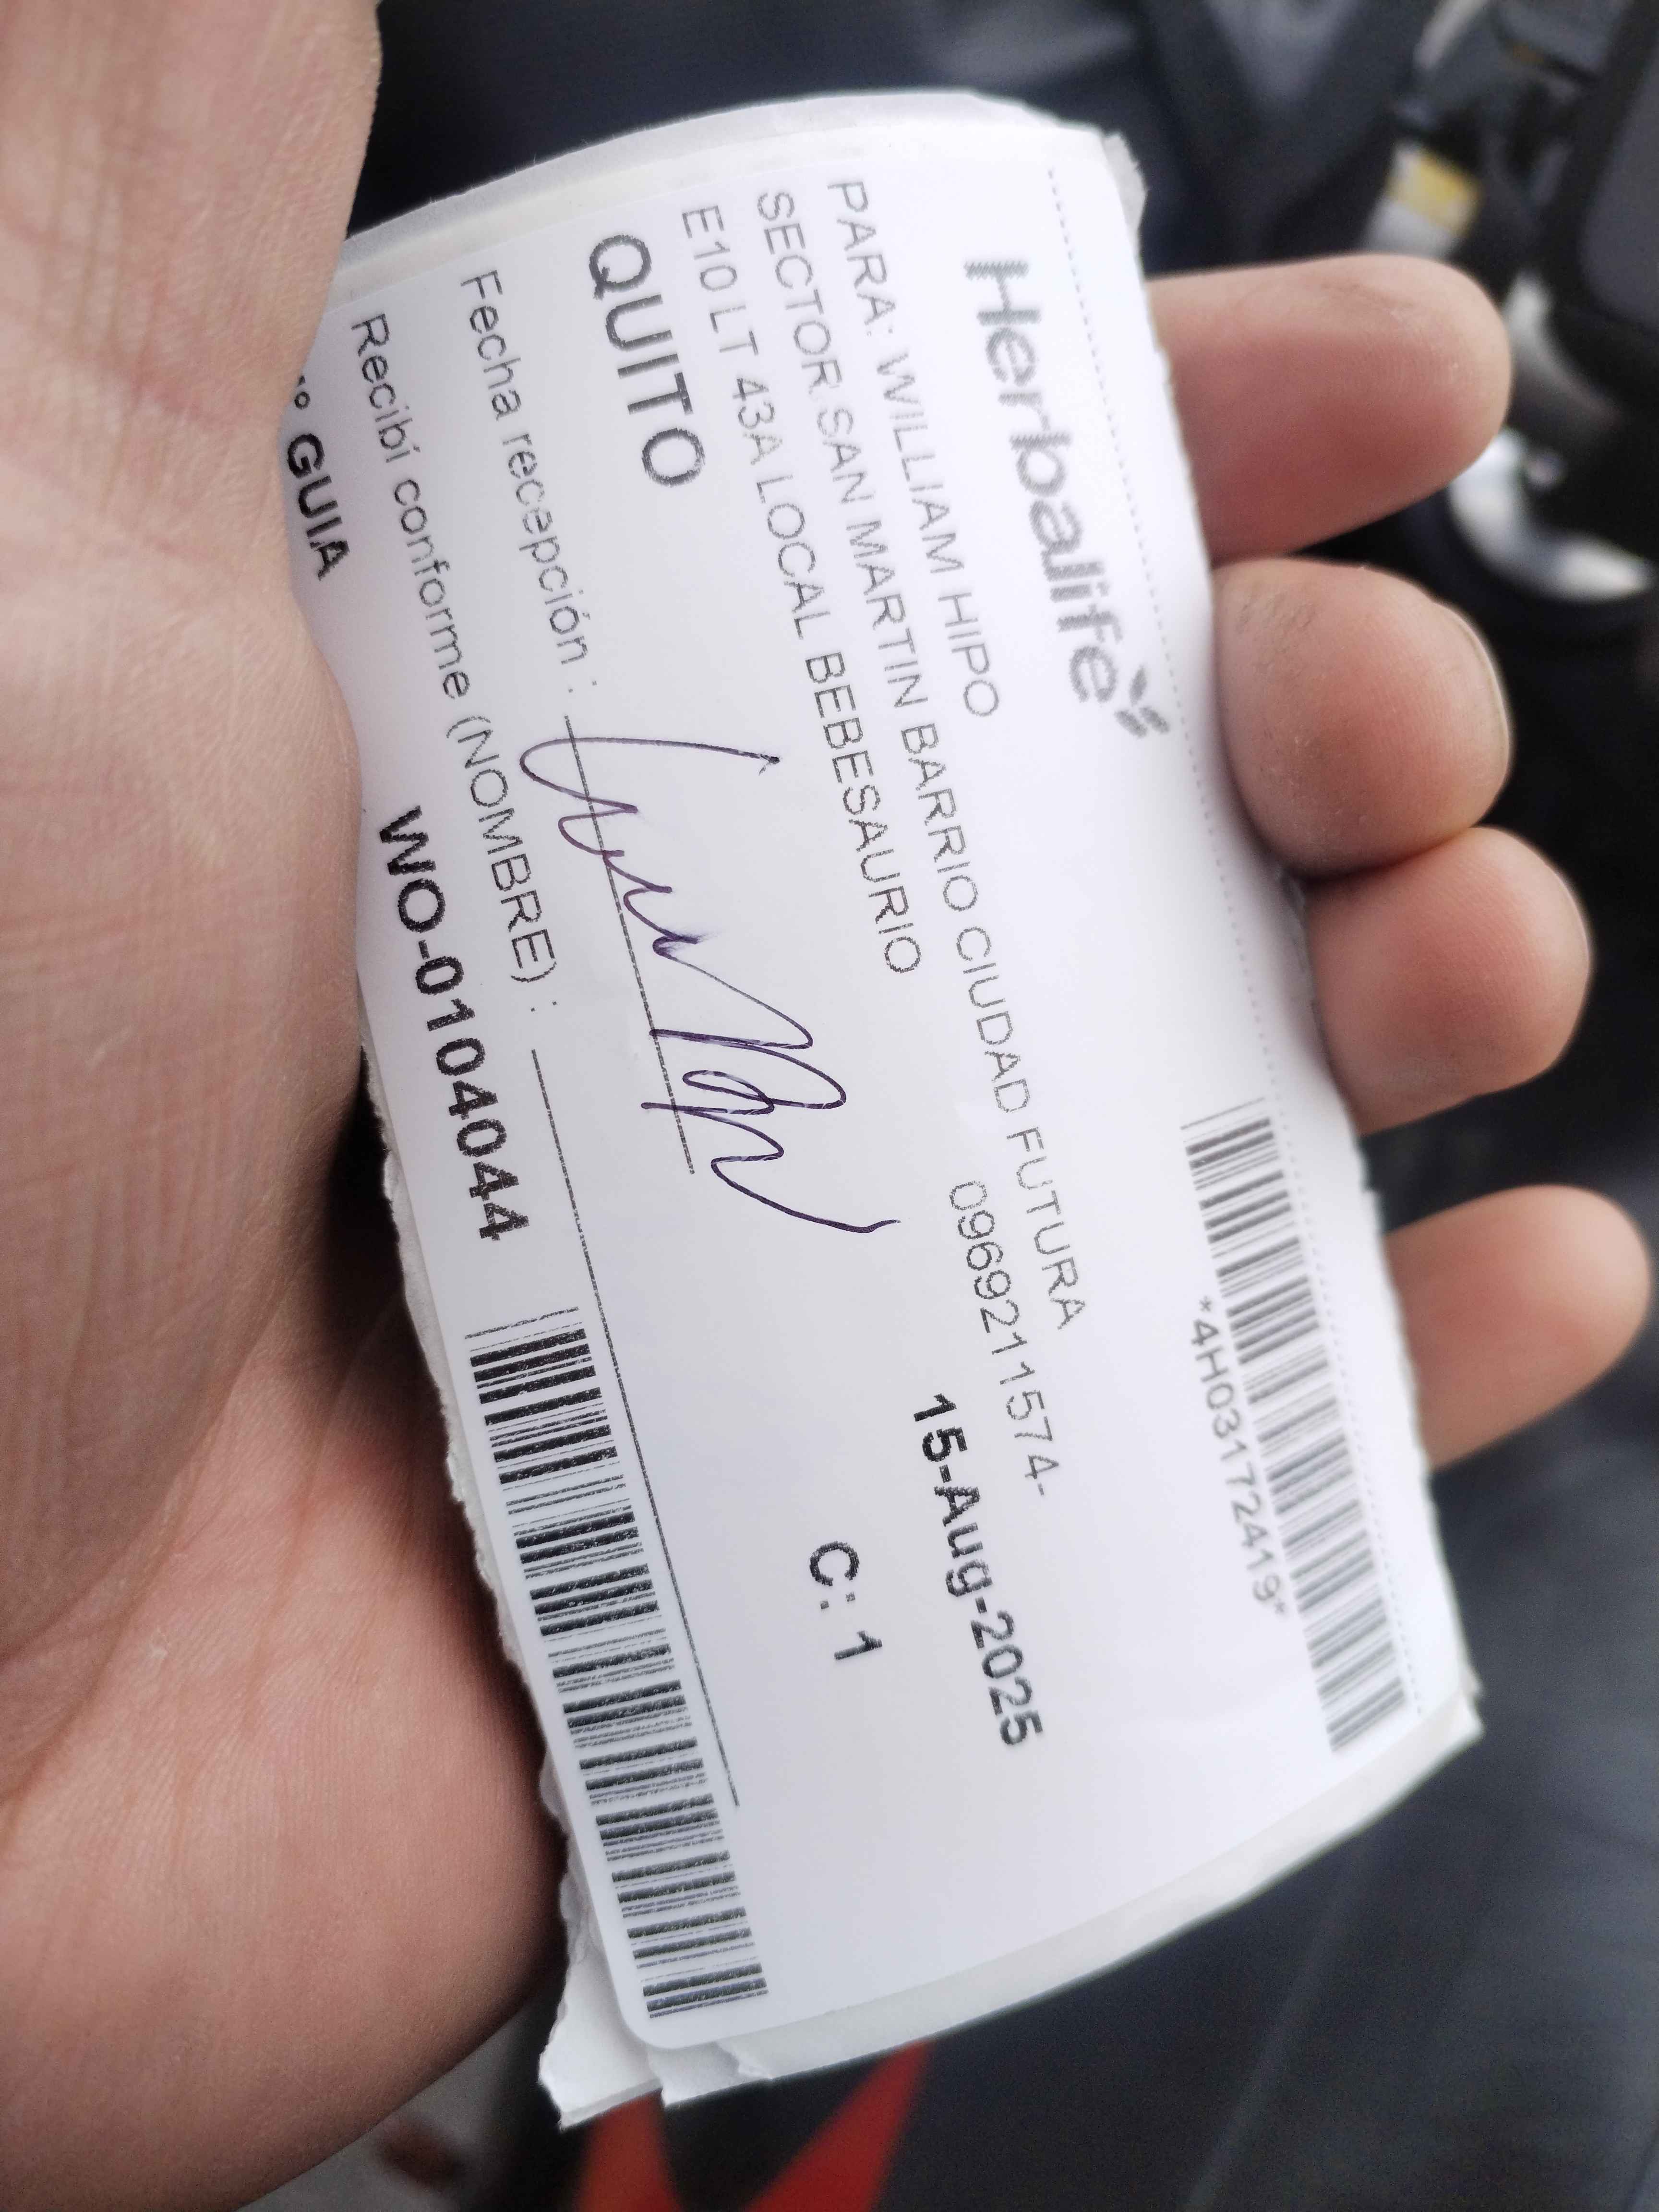 Herbalife
*4H03172419*
PARA: WILLIAM HIPO
SECTOR SAN MARTIN BARRIO CIUDAD FUTURA
E10 LT 43A LOCAL BEBESAURIO 0969211574-
QUITO 15-Aug-2025
C: 1
Fecha recepción :
Recibí conforme (NOMBRE) :
GUIA WO-0104044